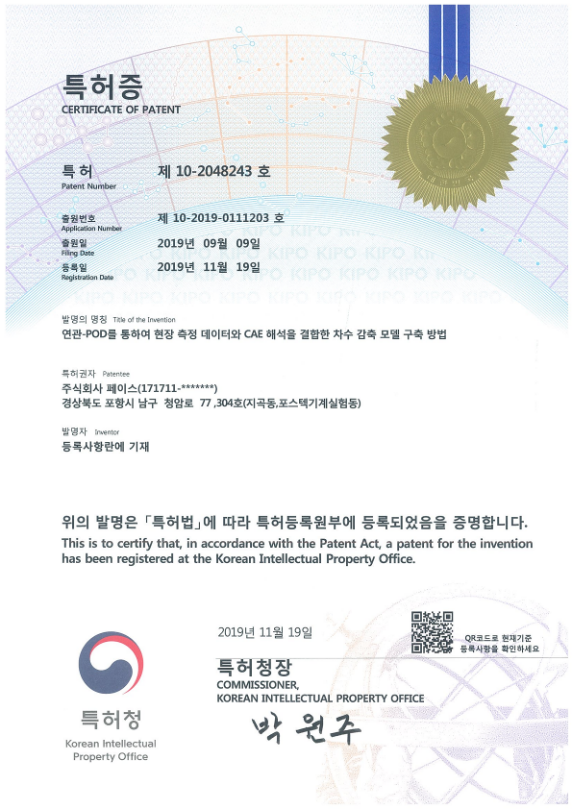 특허증
CERTIFICATE OF PATENT
특 허 제 10-2048243 호
Patent Number
출원번호 제 10-2019-0111203 호
Application Number
출원일 2019년 09월 09일
Filing Date
등록일 2019년 11월 19일
Registration Date
발명의 명칭 Title of the Invention
연관-POD를 통하여 현장 측정 데이터와 CAE 해석을 결합한 차수 감축 모델 구축 방법
특허권자 Patentee
주식회사 페이스(171711-*******)
경상북도 포항시 남구 청암로 77 ,304호(지곡동,포스텍기계실험동)
발명자 Inventor
등록사항란에 기재
위의 발명은 「특허법」에 따라 특허등록원부에 등록되었음을 증명합니다.
This is to certify that, in accordance with the Patent Act, a patent for the invention
has been registered at the Korean Intellectual Property Office.
2019년 11월 19일
QR코드로 현재기준
등록사항을 확인하세요
특허청장
COMMISSIONER,
KOREAN INTELLECTUAL PROPERTY OFFICE
박원주
특허청
Korean Intellectual
Property Office